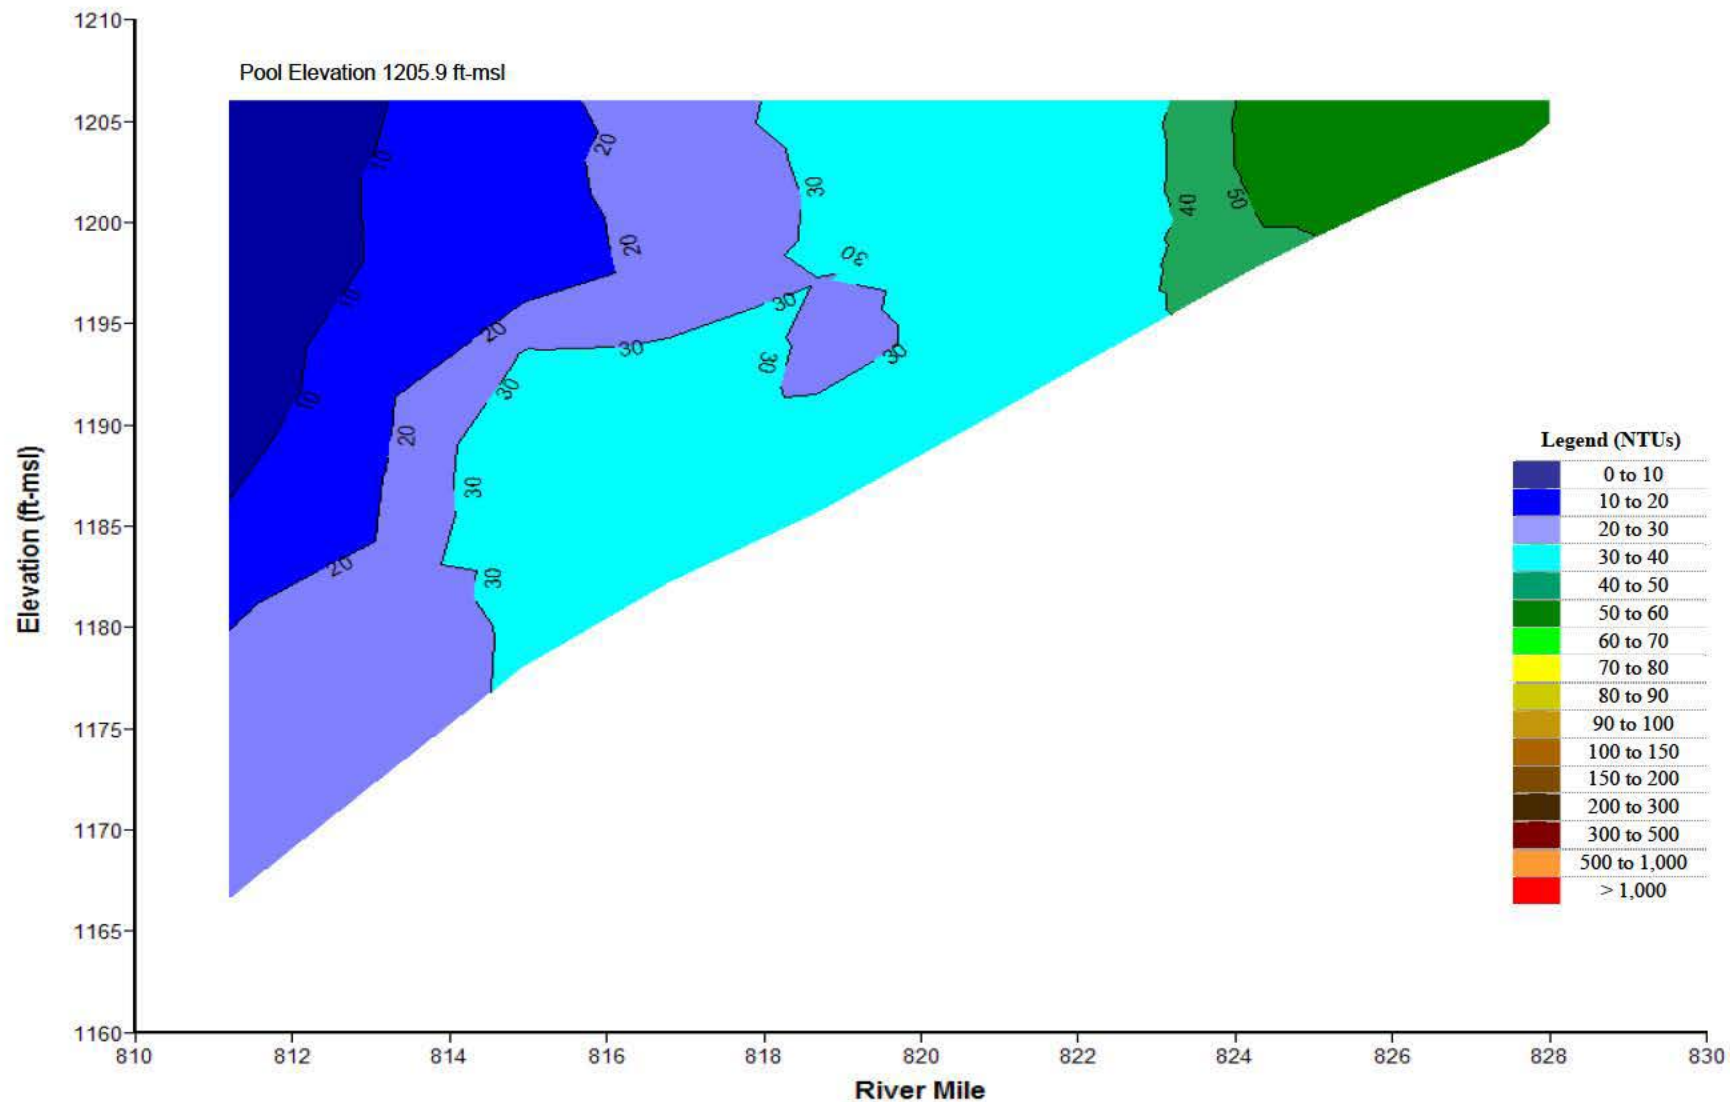 1210
Pool Elevation 1205.9 ft-msl
1205
1200
1195
1190
1185
1180
1175
1170
1165
1160
Elevation (ft-msl)
10
10
10
20
20
20
20
20
30
30
30
30
30
30
30
30
30
40
50
Legend (NTUs)
0 to 10
10 to 20
20 to 30
30 to 40
40 to 50
50 to 60
60 to 70
70 to 80
80 to 90
90 to 100
100 to 150
150 to 200
200 to 300
300 to 500
500 to 1,000
> 1,000
810 812 814 816 818 820 822 824 826 828 830
River Mile